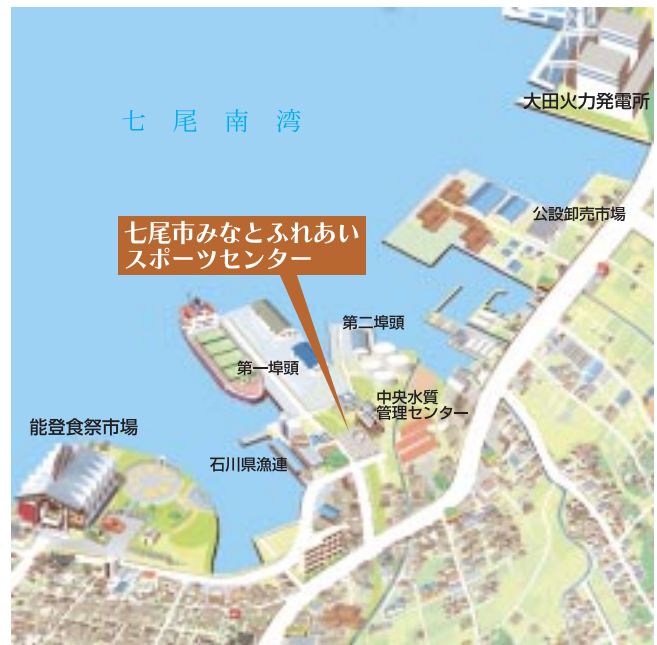 大田火力発電所
七尾南湾
公設卸売市場
七尾市みなとふれあい
スポーツセンター
第二埠頭
第一埠頭
中央水質
管理センター
能登食祭市場
石川県漁連